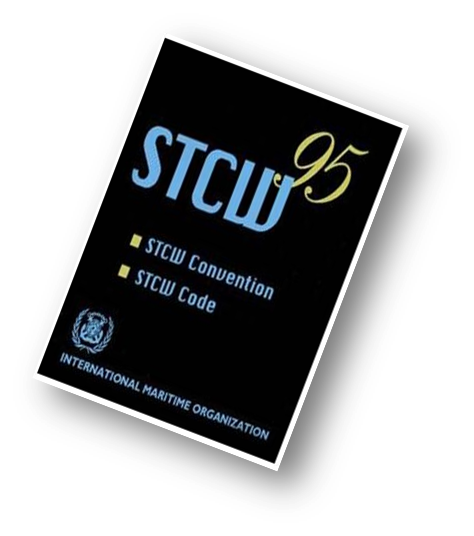 STCW 95
STCW Convention
STCW Code
INTERNATIONAL MARITIME ORGANIZATION